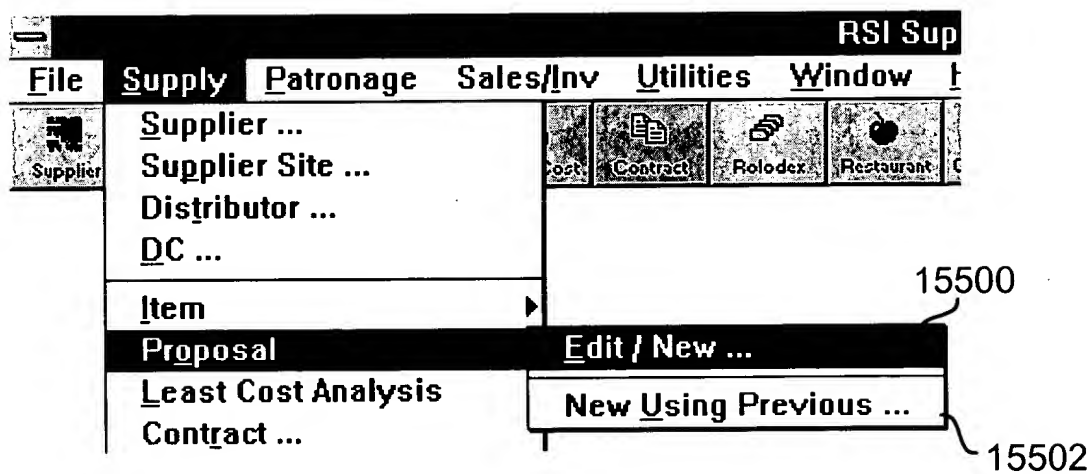 RSI Sup
File Supply Patronage Sales/Inv Utilities Window H
Supplier Cost Contract Rolodex Restaurant C
Supplier ...
Supplier Site ...
Distributor ...
DC ...
15500
Item
Proposal Edit / New ...
Least Cost Analysis
New Using Previous ...
Contract ...
15502